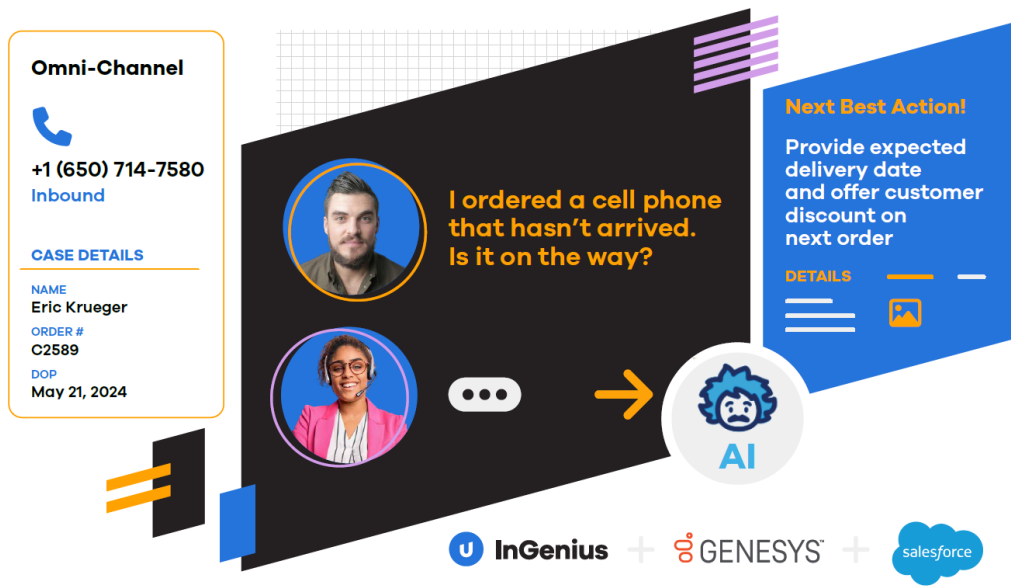 Omni-Channel
+1 (650) 714-7580
Inbound
CASE DETAILS
NAME
Eric Krueger
ORDER #
C2589
DOP
May 21, 2024
I ordered a cell phone
that hasn't arrived.
Is it on the way?
Next Best Action!
Provide expected
delivery date
and offer customer
discount on
next order
DETAILS
AI
U InGenius + GENESYS™ + salesforce